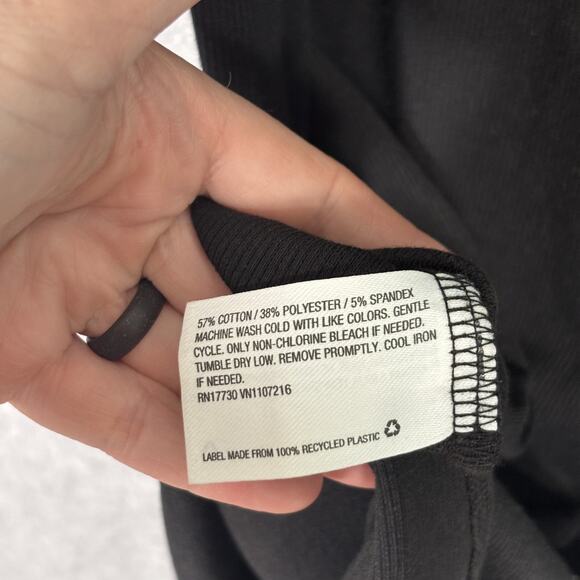 57% COTTON / 38% POLYESTER / 5% SPANDEX
MACHINE WASH COLD WITH LIKE COLORS. GENTLE
CYCLE. ONLY NON-CHLORINE BLEACH IF NEEDED.
TUMBLE DRY LOW. REMOVE PROMPTLY. COOL IRON
IF NEEDED.
RN17730 VN1107216
LABEL MADE FROM 100% RECYCLED PLASTIC